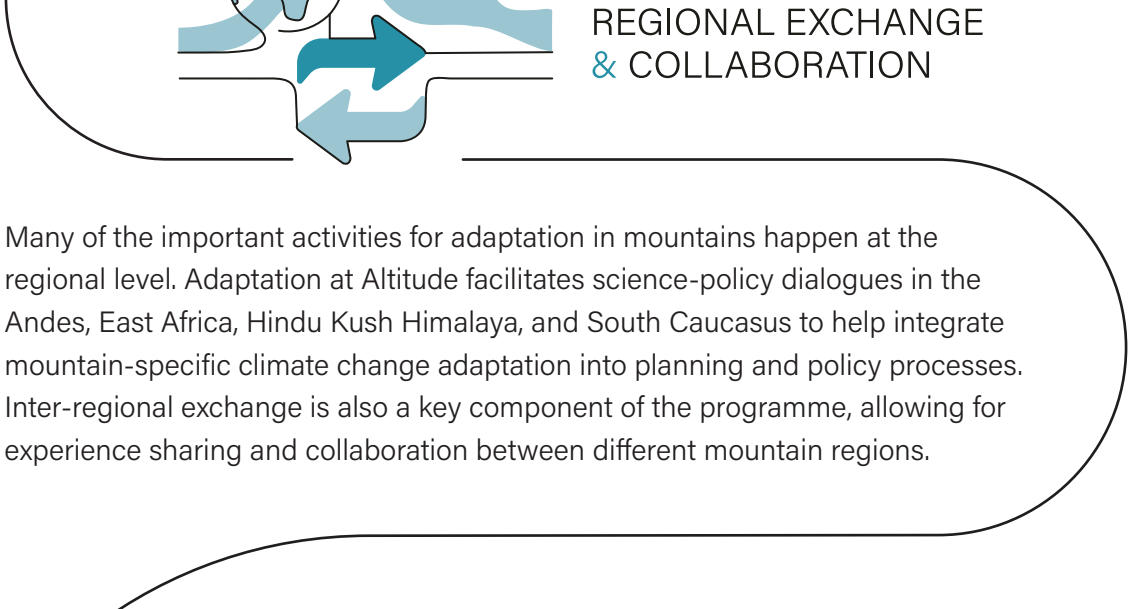 REGIONAL EXCHANGE
& COLLABORATION
Many of the important activities for adaptation in mountains happen at the
regional level. Adaptation at Altitude facilitates science-policy dialogues in the
Andes, East Africa, Hindu Kush Himalaya, and South Caucasus to help integrate
mountain-specific climate change adaptation into planning and policy processes.
Inter-regional exchange is also a key component of the programme, allowing for
experience sharing and collaboration between different mountain regions.